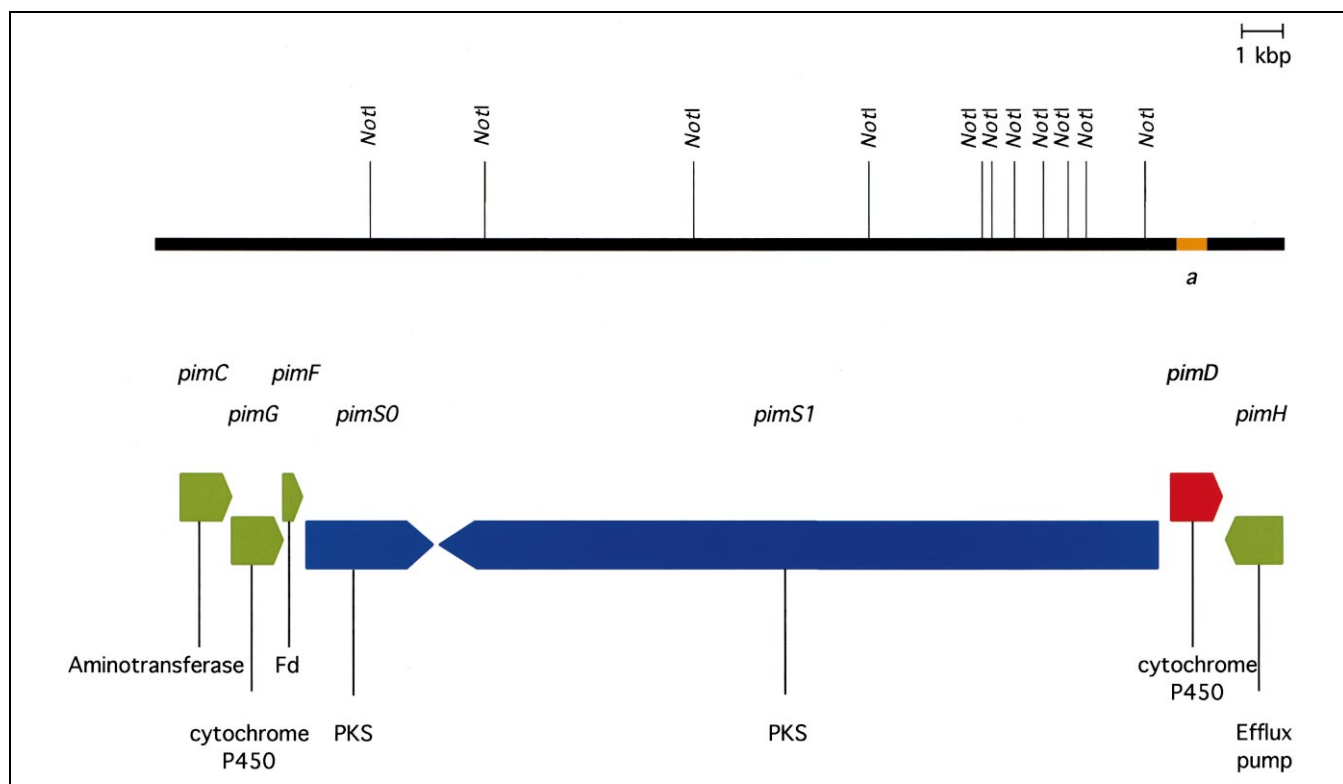 1 kbp
NotI
NotI
NotI
NotI
NotI
NotI
NotI
NotI
NotI
NotI
NotI
a
pimC
pimF
pimD
pimG
pimS0
pimS1
pimH
Aminotransferase
Fd
cytochrome
P450
cytochrome
P450
PKS
PKS
Efflux
pump